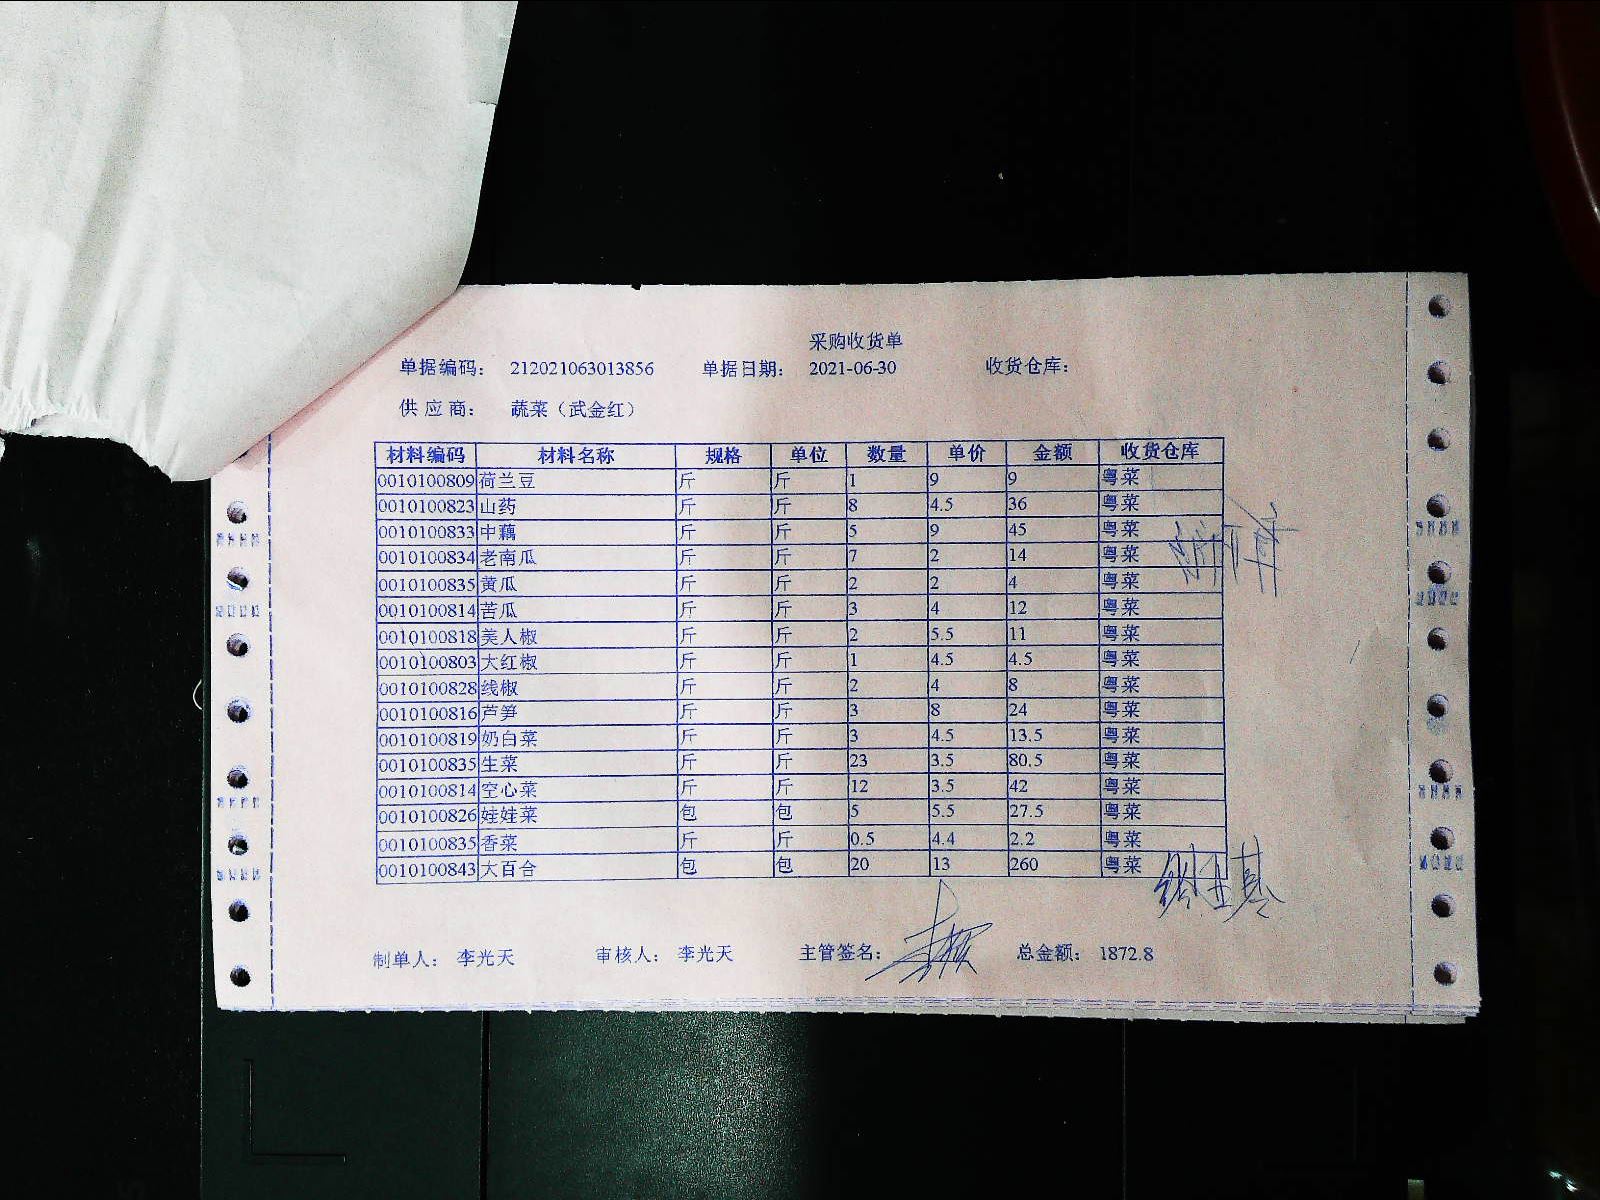 采购收货单
单据编码： 212021063013856 单据日期： 2021-06-30 收货仓库：
供应商： 蔬菜（武金红）
材料编码 材料名称 规格 单位 数量 单价 金额 收货仓库
0010100809 荷兰豆 斤 斤 1 9 9 粤菜
0010100823 山药 斤 斤 8 4.5 36 粤菜
0010100833 中藕 斤 斤 5 9 45 粤菜
0010100834 老南瓜 斤 斤 7 2 14 粤菜
0010100835 黄瓜 斤 斤 2 2 4 粤菜
0010100814 苦瓜 斤 斤 3 4 12 粤菜
0010100818 美人椒 斤 斤 2 5.5 11 粤菜
0010100803 大红椒 斤 斤 1 4.5 4.5 粤菜
0010100828 线椒 斤 斤 2 4 8 粤菜
0010100816 芦笋 斤 斤 3 8 24 粤菜
0010100819 奶白菜 斤 斤 3 4.5 13.5 粤菜
0010100835 生菜 斤 斤 23 3.5 80.5 粤菜
0010100814 空心菜 斤 斤 12 3.5 42 粤菜
0010100826 娃娃菜 包 包 5 5.5 27.5 粤菜
0010100835 香菜 斤 斤 0.5 4.4 2.2 粤菜
0010100843 大百合 包 包 20 13 260 粤菜
制单人： 李光天 审核人： 李光天 主管签名： 总金额： 1872.8